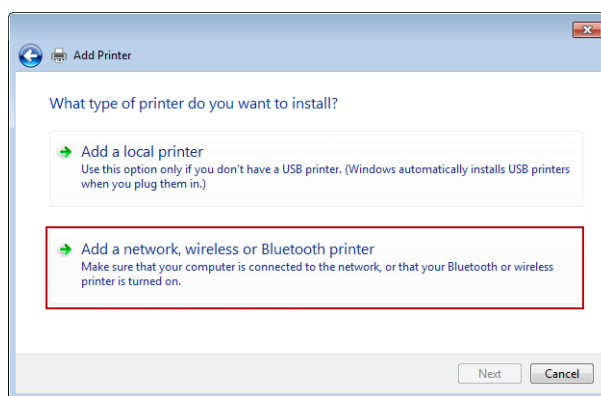 Add Printer
What type of printer do you want to install?
Add a local printer
Use this option only if you don't have a USB printer. (Windows automatically installs USB printers
when you plug them in.)
Add a network, wireless or Bluetooth printer
Make sure that your computer is connected to the network, or that your Bluetooth or wireless
printer is turned on.
Next
Cancel